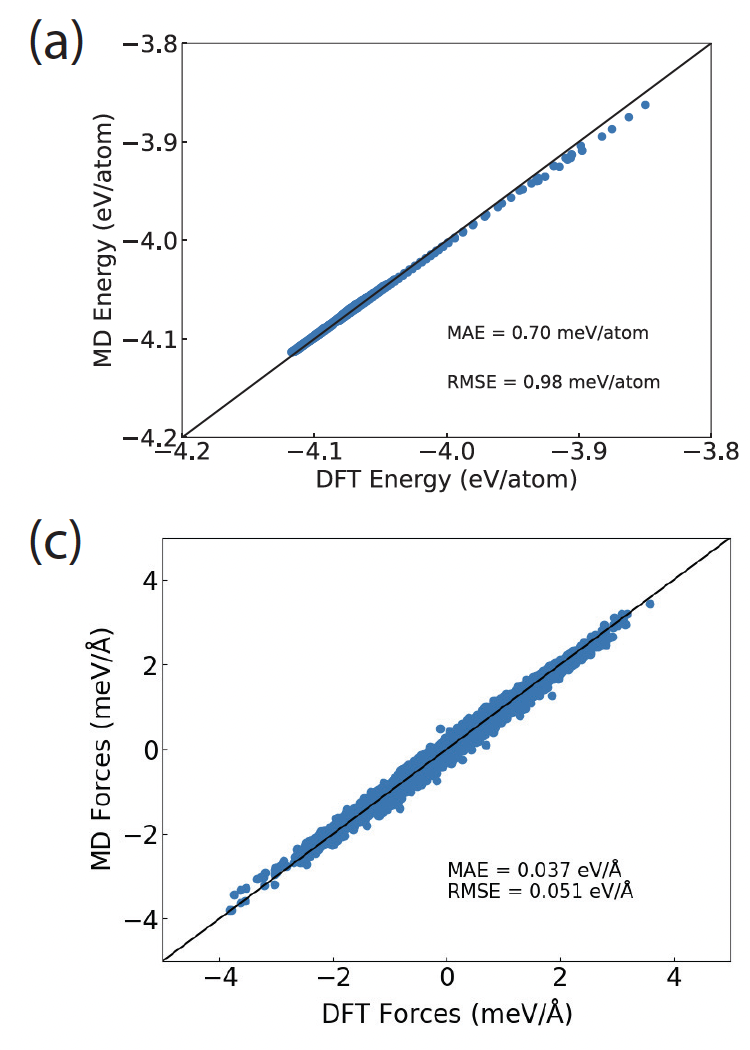 (a)
−3.8
−3.9
−4.0
−4.1
−4.2
MD Energy (eV/atom)
MAE = 0.70 meV/atom
RMSE = 0.98 meV/atom
−4.2 −4.1 −4.0 −3.9 −3.8
DFT Energy (eV/atom)
(c)
4
2
0
−2
−4
MD Forces (meV/Å)
MAE = 0.037 eV/Å
RMSE = 0.051 eV/Å
−4 −2 0 2 4
DFT Forces (meV/Å)